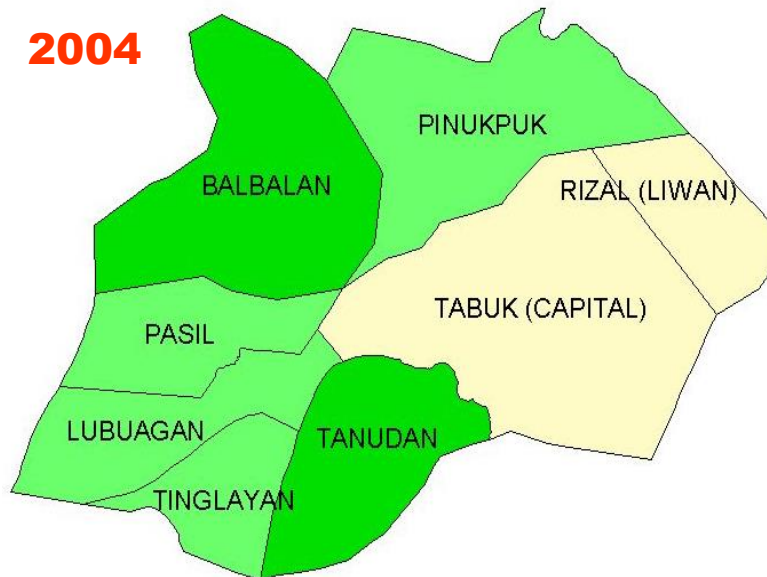 2004
PINUKPUK
BALBALAN
RIZAL (LIWAN)
TABUK (CAPITAL)
PASIL
LUBUAGAN
TANUDAN
TINGLAYAN